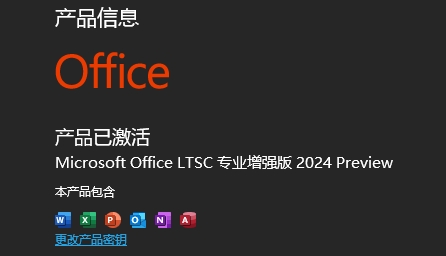 产品信息
Office
产品已激活
Microsoft Office LTSC 专业增强版 2024 Preview
本产品包含
W X P O N A
更改产品密钥